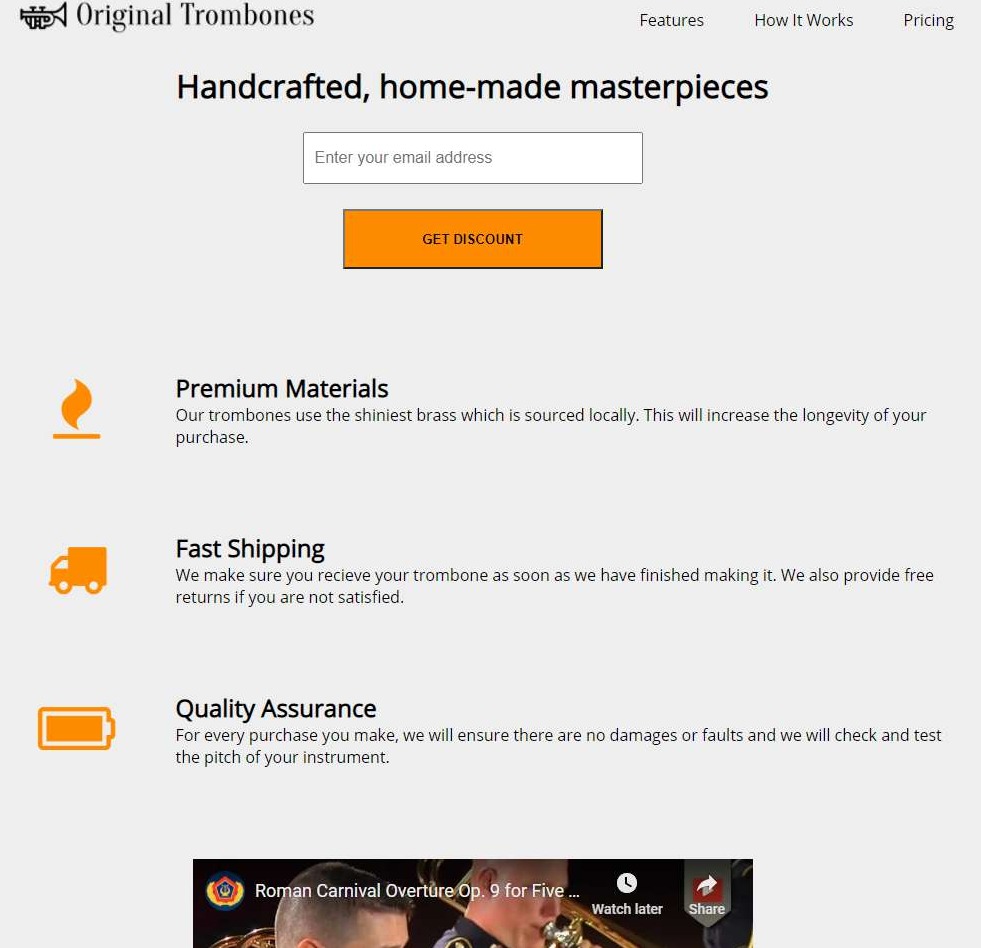 Original Trombones
Features
How It Works
Pricing
Handcrafted, home-made masterpieces
Enter your email address
GET DISCOUNT
Premium Materials
Our trombones use the shiniest brass which is sourced locally. This will increase the longevity of your
purchase.
Fast Shipping
We make sure you recieve your trombone as soon as we have finished making it. We also provide free
returns if you are not satisfied.
Quality Assurance
For every purchase you make, we will ensure there are no damages or faults and we will check and test
the pitch of your instrument.
Roman Carnival Overture Op. 9 for Five ...
Watch later
Share